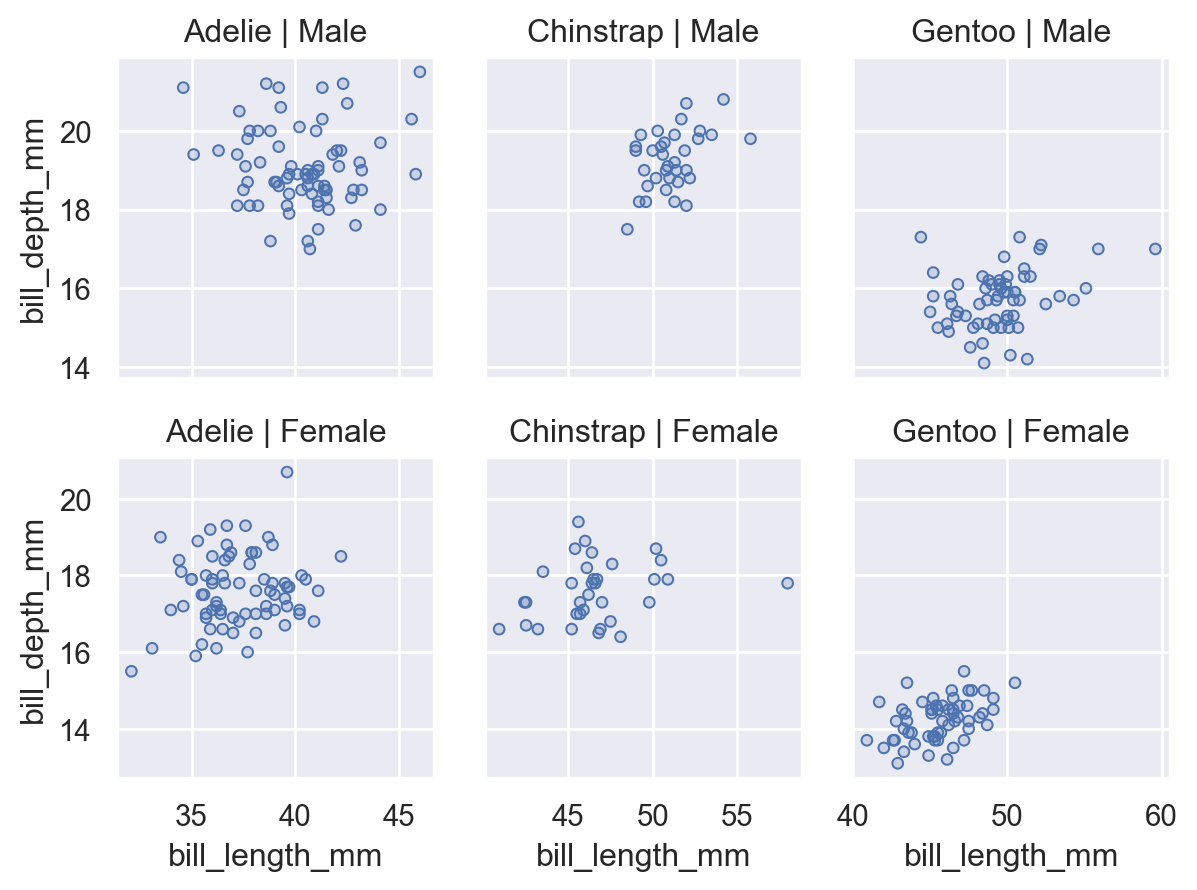 Adelie | Male
Chinstrap | Male
Gentoo | Male
bill_depth_mm
20
18
16
14
Adelie | Female
Chinstrap | Female
Gentoo | Female
bill_depth_mm
20
18
16
14
35 40 45
45 50 55
40 50 60
bill_length_mm
bill_length_mm
bill_length_mm